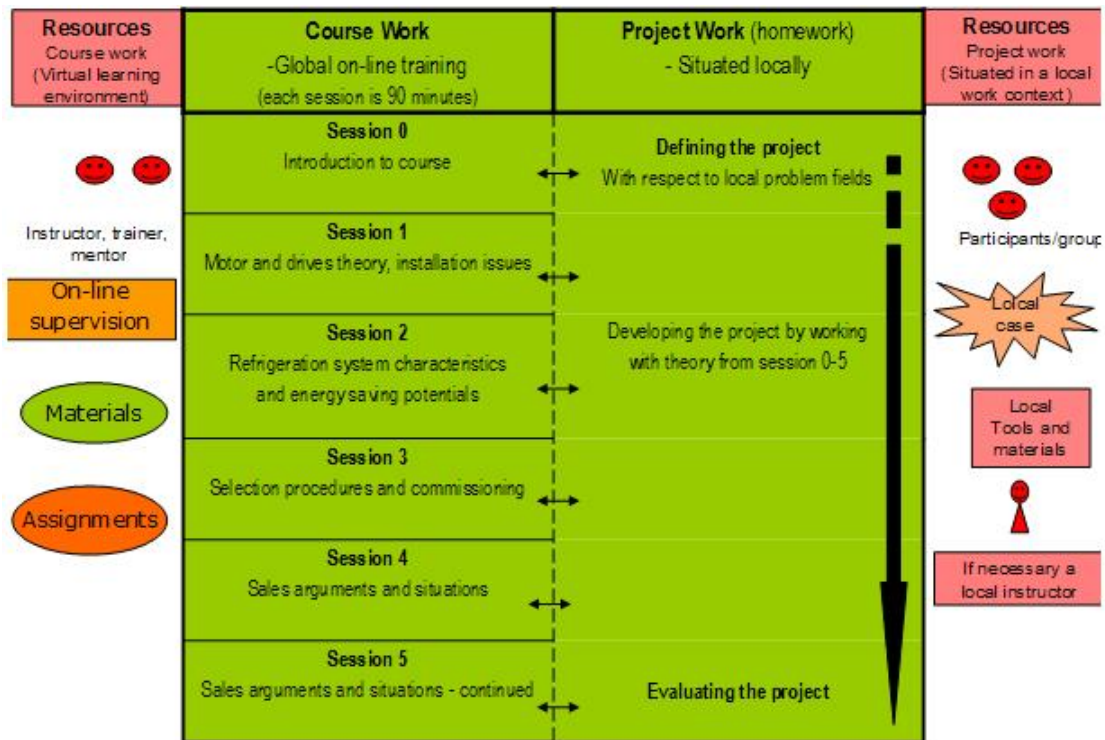 Resources
Course work
(Virtual learning
environment)
Course Work
-Global on-line training
(each session is 90 minutes)
Project Work (homework)
- Situated locally
Resources
Project work
(Situated in a local
work context)
Instructor, trainer,
mentor
On-line
supervision
Materials
Assignments
Session 0
Introduction to course
Session 1
Motor and drives theory, installation issues
Session 2
Refrigeration system characteristics
and energy saving potentials
Session 3
Selection procedures and commissioning
Session 4
Sales arguments and situations
Session 5
Sales arguments and situations - continued
Defining the project
With respect to local problem fields
Developing the project by working
with theory from session 0-5
Evaluating the project
Participants/group
Loical
case
Local
Tools and
materials
If necessary a
local instructor